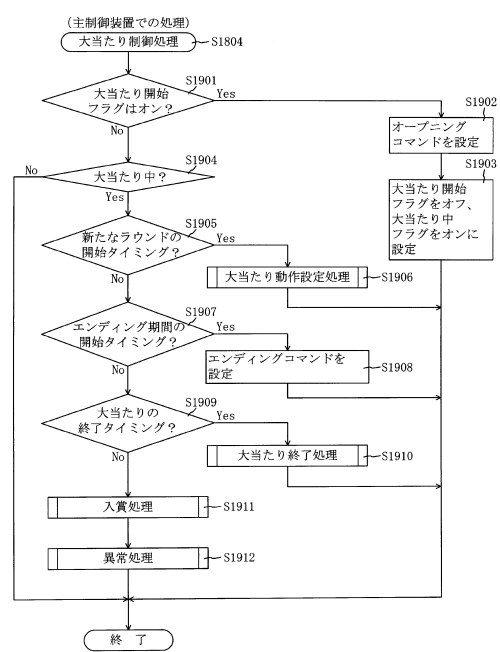 (主制御装置での処理)
大当たり制御処理
S1804
S1901
大当たり開始
フラグはオン?
Yes
No
S1902
オープニング
コマンドを設定
S1903
大当たり開始
フラグをオフ、
大当たり中
フラグをオンに
設定
S1904
No
大当たり中?
Yes
S1905
新たなラウンドの
開始タイミング?
Yes
No
大当たり動作設定処理
S1906
S1907
エンディング期間の
開始タイミング?
Yes
No
エンディングコマンドを
設定
S1908
S1909
大当たりの
終了タイミング?
Yes
No
大当たり終了処理
S1910
入賞処理
S1911
異常処理
S1912
終 了